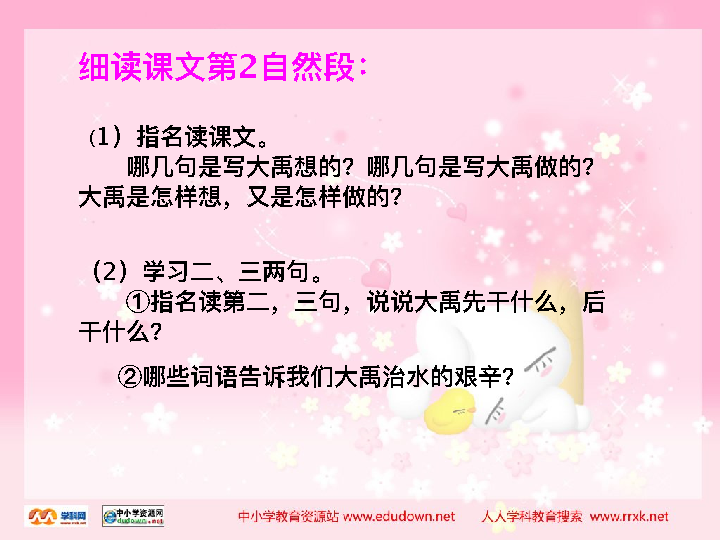 细读课文第2自然段：
（1）指名读课文。
哪几句是写大禹想的？哪几句是写大禹做的？
大禹是怎样想，又是怎样做的？
（2）学习二、三两句。
①指名读第二，三句，说说大禹先干什么，后
干什么？
②哪些词语告诉我们大禹治水的艰辛？
学科网 中小学资源网 edudown.net 中小学教育资源站 www.edudown.net 人人学科教育搜索 www.rrxk.net